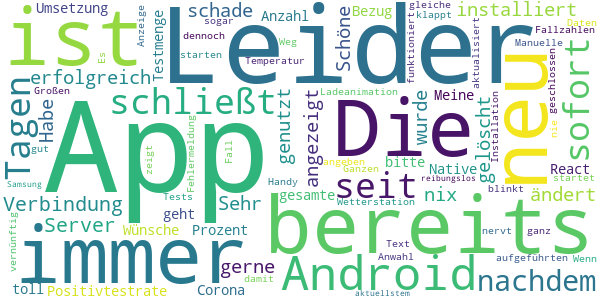 Umsetzung
ist
Leider
schade
Anzahl
Bezug
installiert
Anzeige
sogar
dennoch
starten
Es
Testmenge
Schöne
Weg
Temperatur
gleiche
klappt
funktioniert
Daten
Fallzahlen
Manuelle
aktualisiert
geschlossen
neu
sofort
Tagen
erfolgreich
Habe
Großen
gut
App
schließt
genutzt
angezeigt
Ladeanimation
Die
wurde
Meine
gelöscht
Installation
nie
bitte
angeben
Ganzen
reibungslos
Native
React
startet
seit
nix
ändert
gesamte
Handy
Wetterstation
blinkt
Verbindung
zeigt
Fehlermeldung
Fall
Tests
Sehr
Samsung
Server
geht
Wünsche
Prozent
bereits
vernünftig
immer
gerne
Android
Text
Anwahl
nervt
ganz
aufgeführten
Wenn
nachdem
toll
Positivtestrate
Corona
damit
aktuellstem